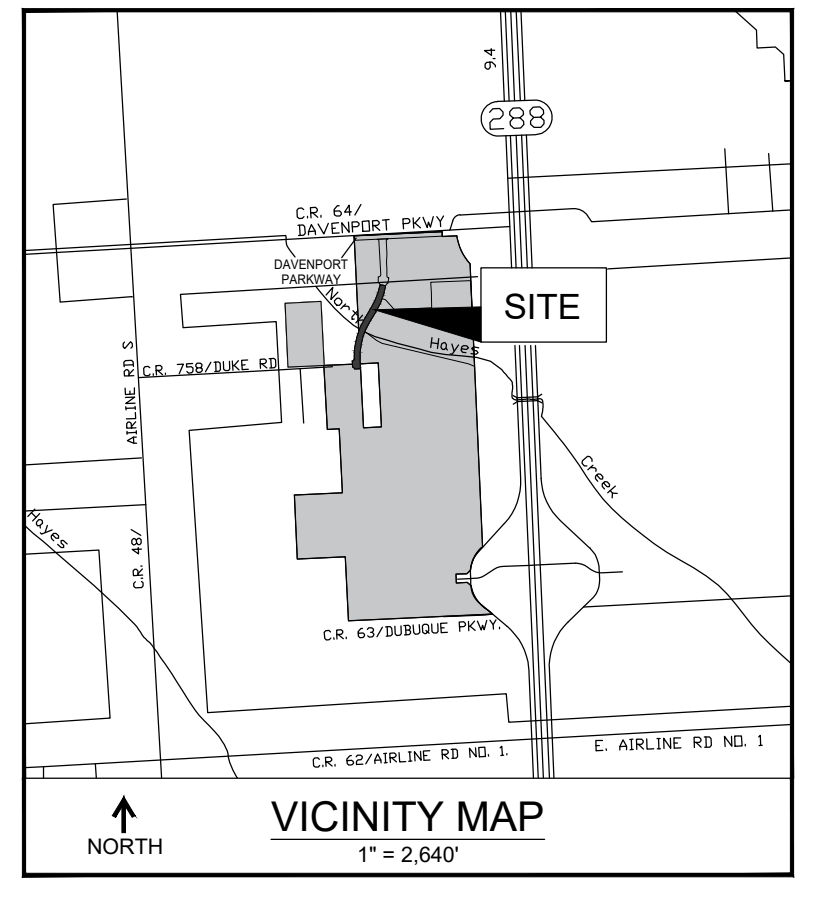 9,4
288
C.R. 64/
DAVENPORT PKWY
DAVENPORT
PARKWAY
North
SITE
Hayes
C.R. 758/DUKE RD
AIRLINE RD S
Creek
Hayes
C.R. 48/
C.R. 63/DUBUQUE PKWY.
C.R. 62/AIRLINE RD NO. 1.
E. AIRLINE RD NO. 1
NORTH
VICINITY MAP
1" = 2,640'